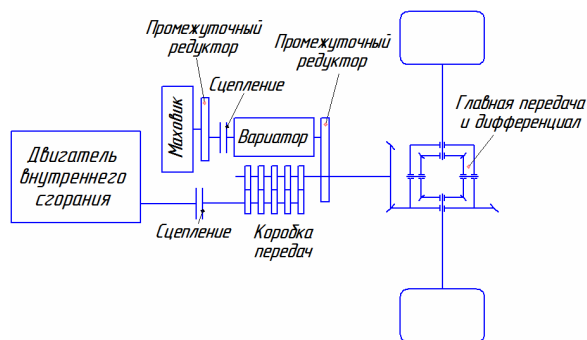 Промежуточный
редуктор
Промежуточный
редуктор
Сцепление
Маховик
Вариатор
Главная передача
и дифференциал
Двигатель
внутреннего
сгорания
Сцепление
Коробка
передач